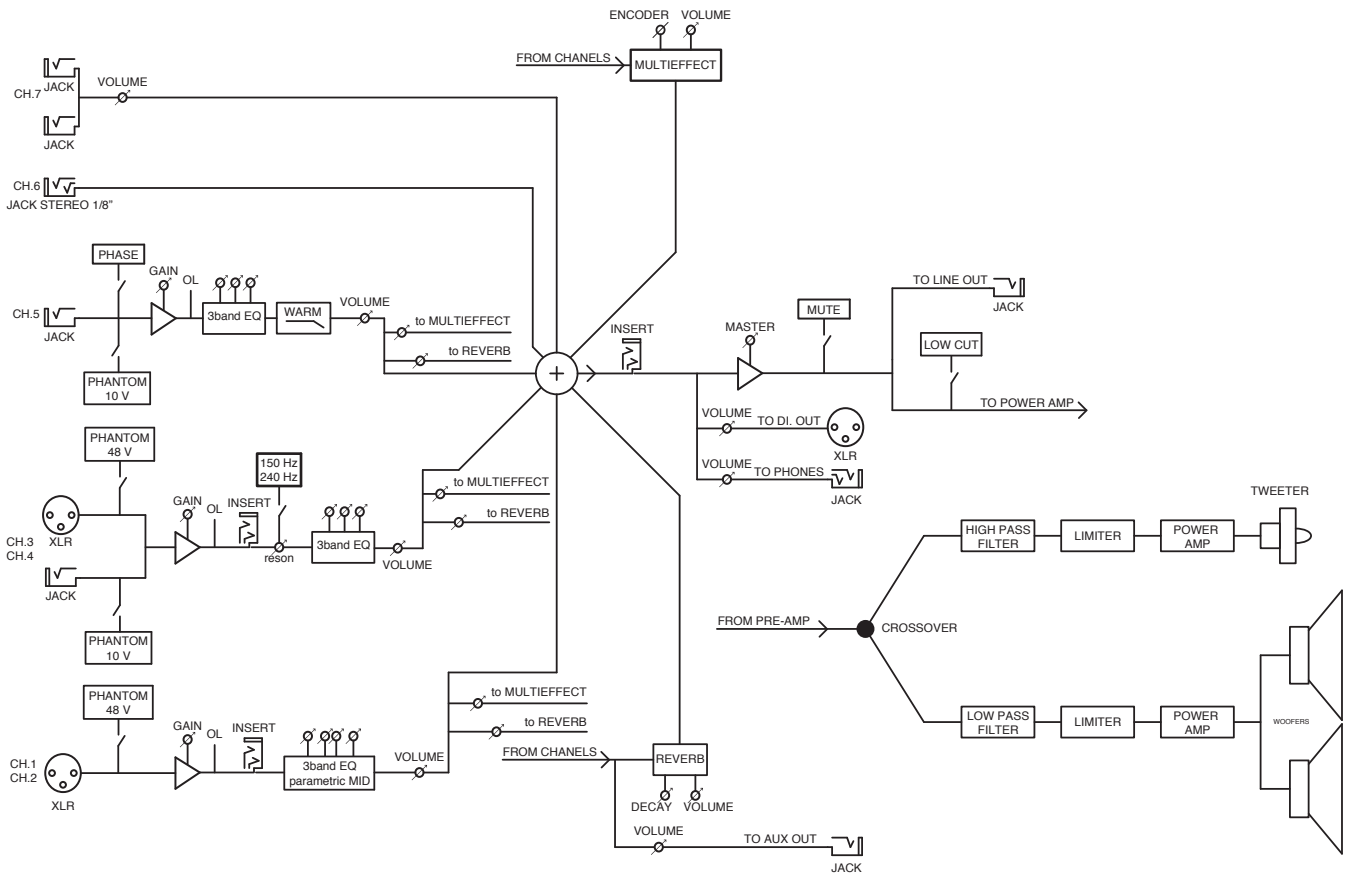 ENCODER VOLUME
FROM CHANELS
MULTIEFFECT
CH.7
JACK
VOLUME
JACK
CH.6
JACK STEREO 1/8"
PHASE
GAIN
OL
CH.5
JACK
3band EQ
WARM
VOLUME
to MULTIEFFECT
to REVERB
PHANTOM
10 V
+
INSERT
MASTER
MUTE
TO LINE OUT
JACK
LOW CUT
TO POWER AMP
VOLUME
TO DI. OUT
XLR
VOLUME
TO PHONES
JACK
PHANTOM
48 V
150 Hz
240 Hz
GAIN
OL
INSERT
CH.3
CH.4
XLR
JACK
reson
3band EQ
VOLUME
to MULTIEFFECT
to REVERB
PHANTOM
10 V
TWEETER
HIGH PASS
FILTER
LIMITER
POWER
AMP
FROM PRE-AMP
CROSSOVER
LOW PASS
FILTER
LIMITER
POWER
AMP
WOOFERS
PHANTOM
48 V
GAIN
OL
INSERT
CH.1
CH.2
XLR
3band EQ
parametric MID
VOLUME
to MULTIEFFECT
to REVERB
FROM CHANELS
REVERB
DECAY VOLUME
VOLUME
TO AUX OUT
JACK